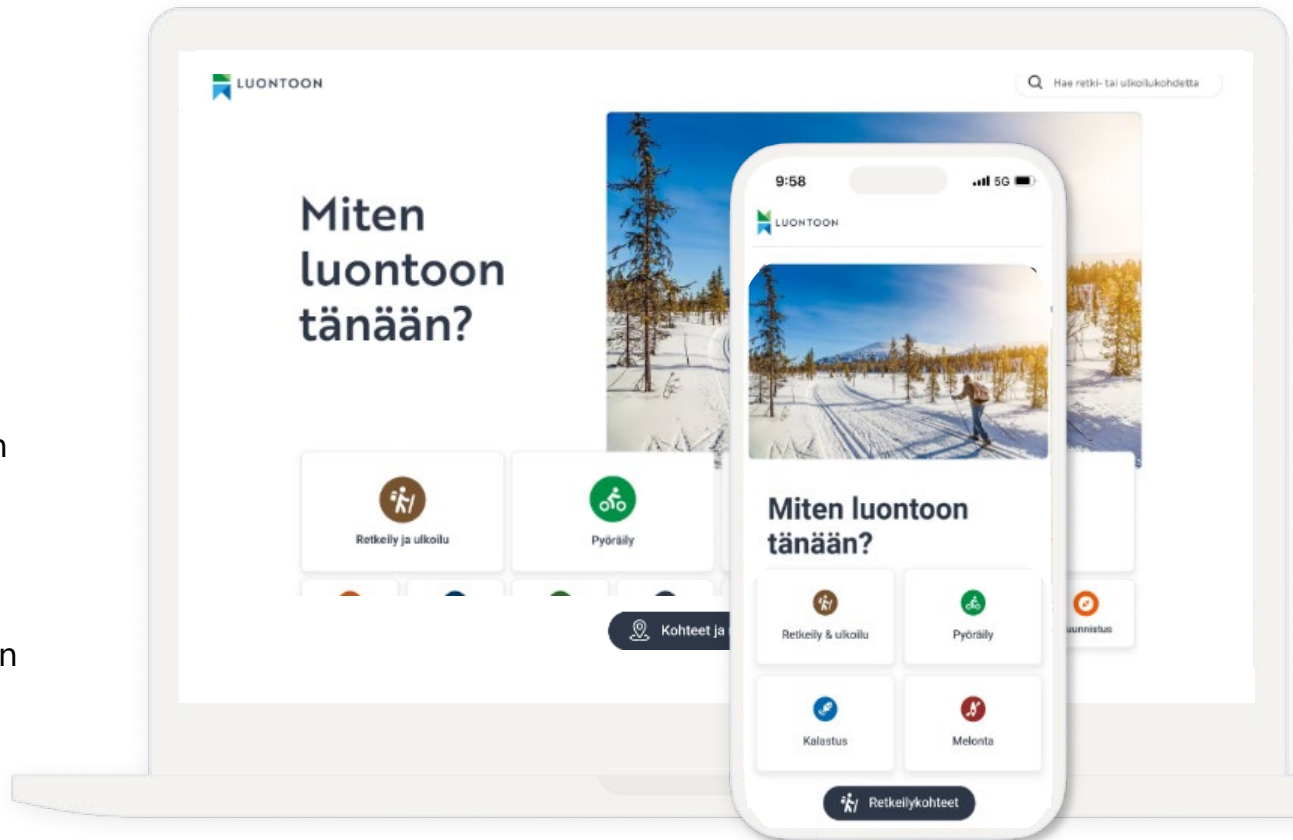 LUONTOON
Hae retki- tai ulkoilukohdetta
Miten
luontoon
tänään?
Retkeily ja ulkoilu
Pyöräily
Kohteet ja
9:58
5G
LUONTOON
Miten luontoon
tänään?
Retkeily & ulkoilu
Pyöräily
Kalastus
Melonta
Retkeilykohteet
uunnistus
n
n